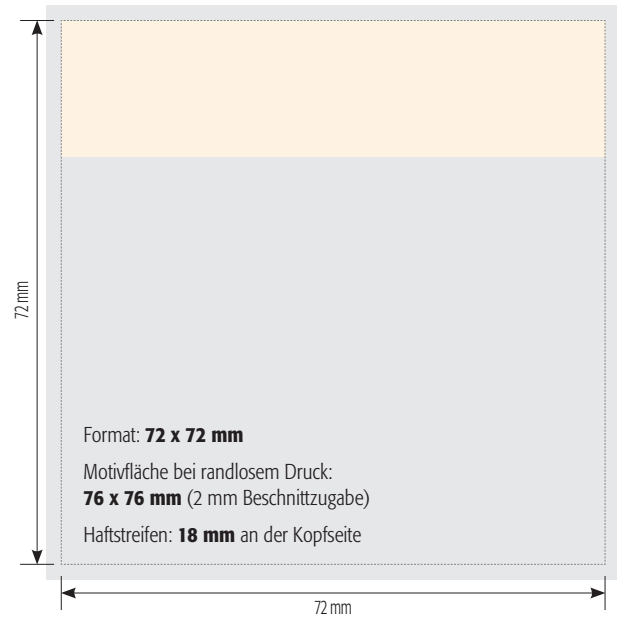 72 mm
Format: 72 x 72 mm
Motivfläche bei randlosem Druck:
76 x 76 mm (2 mm Beschnittzugabe)
Haftstreifen: 18 mm an der Kopfseite
72 mm